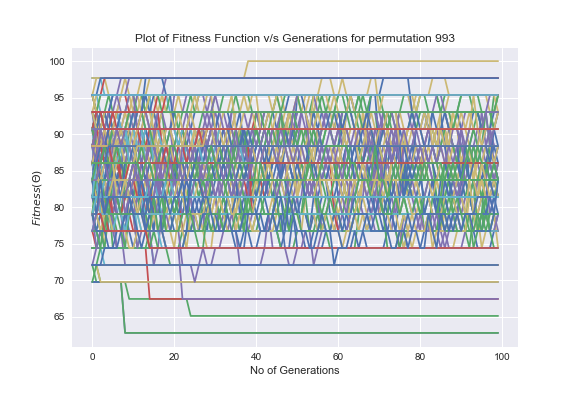 Plot of Fitness Function v/s Generations for permutation 993
100
95
90
85
80
75
70
65
Fitness(Θ)
0 20 40 60 80 100
No of Generations